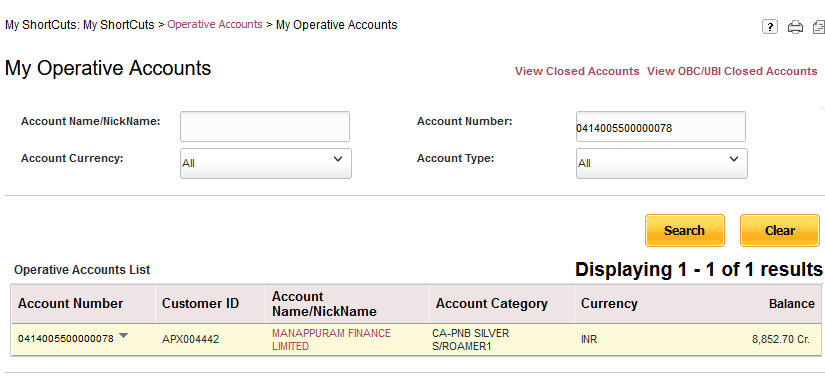 My ShortCuts: My ShortCuts > Operative Accounts > My Operative Accounts
?
My Operative Accounts
View Closed Accounts View OBC/UBI Closed Accounts
Account Name/NickName: Account Number: 0414005500000078
Account Currency: All Account Type: All
Search Clear
Operative Accounts List Displaying 1 - 1 of 1 results
Account Number Customer ID Account Name/NickName Account Category Currency Balance
0414005500000078 APX004442 MANAPPURAM FINANCE LIMITED CA-PNB SILVER S/ROAMER1 INR 8,852.70 Cr.